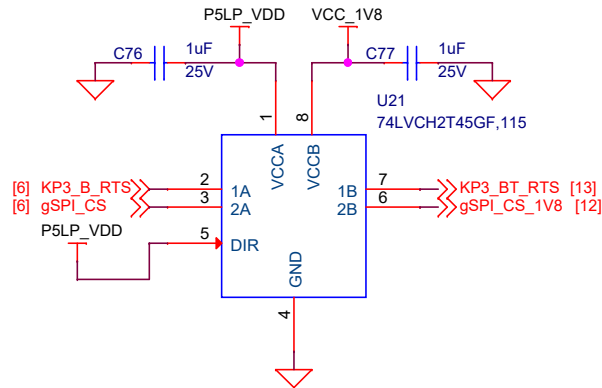 P5LP_VDD VCC_1V8
C76 1uF 25V C77 1uF 25V
U21
74LVCH2T45GF,115
1 8
VCCA VCCB
[6] KP3_B_RTS 2 1A 1B 7 KP3_BT_RTS [13]
[6] gSPI_CS 3 2A 2B 6 gSPI_CS_1V8 [12]
P5LP_VDD 5 DIR
GND
4